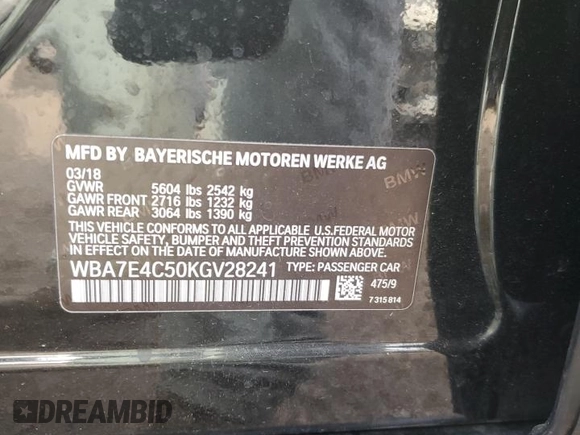 MFD BY BAYERISCHE MOTOREN WERKE AG
03/18
GVWR 5604 lbs 2542 kg
GAWR FRONT 2716 lbs 1232 kg
GAWR REAR 3064 lbs 1390 kg
THIS VEHICLE CONFORMS TO ALL APPLICABLE U.S.FEDERAL MOTOR
VEHICLE SAFETY, BUMPER, AND THEFT PREVENTION STANDARDS
IN EFFECT ON THE DATE OF MANUFACTURE SHOWN ABOVE.
WBA7E4C50KGV28241 TYPE: PASSENGER CAR
475/9
7 315 814
DREAMBID